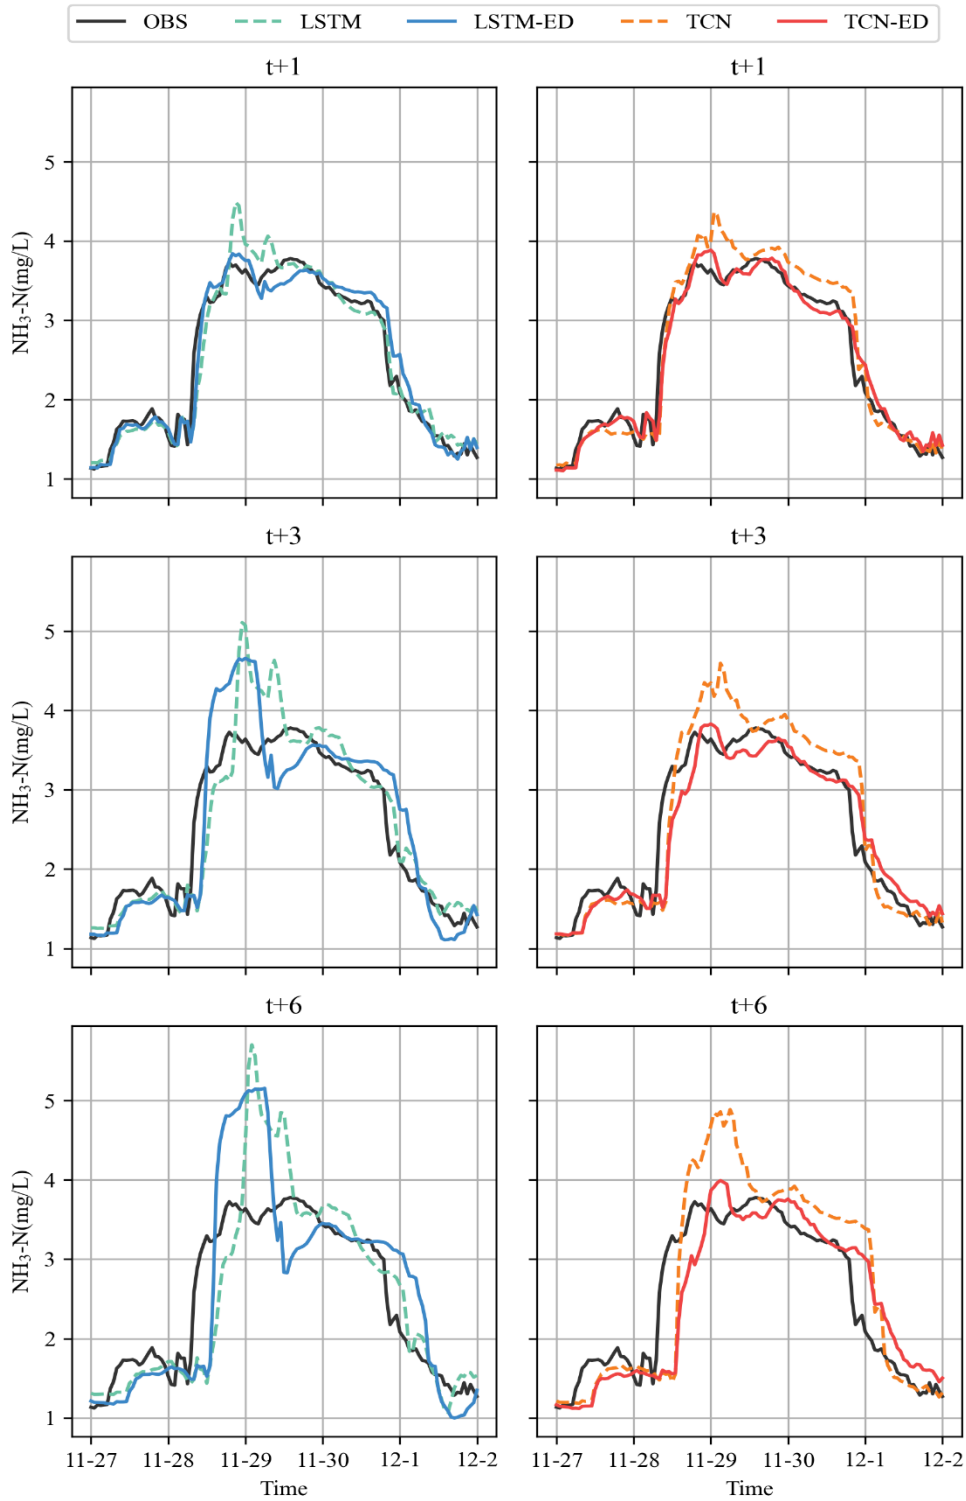 OBS LSTM LSTM-ED TCN TCN-ED
t+1 t+1
5
4
3
2
1
NH₃-N(mg/L)
t+3 t+3
5
4
3
2
1
NH₃-N(mg/L)
t+6 t+6
5
4
3
2
1
NH₃-N(mg/L)
11-27 11-28 11-29 11-30 12-1 12-2 11-27 11-28 11-29 11-30 12-1 12-2
Time Time